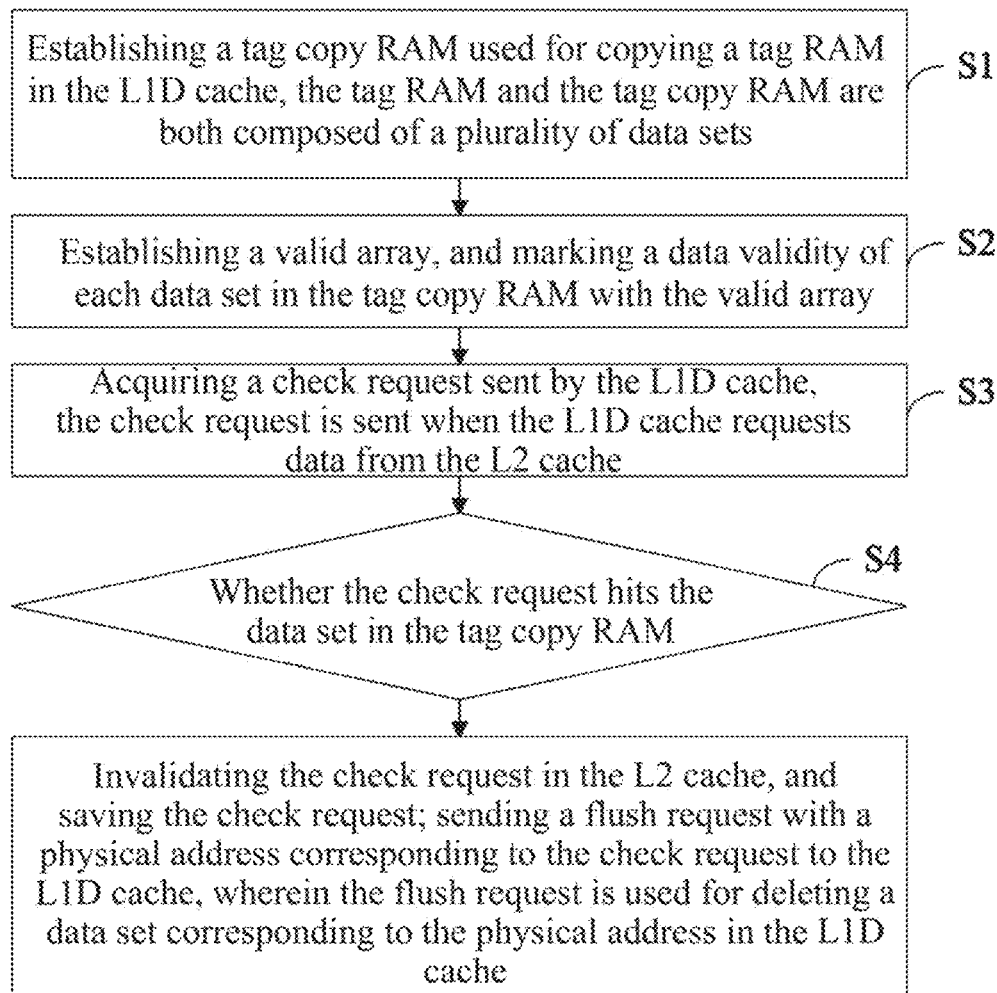 Establishing a tag copy RAM used for copying a tag RAM
in the L1D cache, the tag RAM and the tag copy RAM are
both composed of a plurality of data sets
S1
Establishing a valid array, and marking a data validity of
each data set in the tag copy RAM with the valid array
S2
Acquiring a check request sent by the L1D cache,
the check request is sent when the L1D cache requests
data from the L2 cache
S3
Whether the check request hits the
data set in the tag copy RAM
S4
Invalidating the check request in the L2 cache, and
saving the check request; sending a flush request with a
physical address corresponding to the check request to the
L1D cache, wherein the flush request is used for deleting a
data set corresponding to the physical address in the L1D
cache